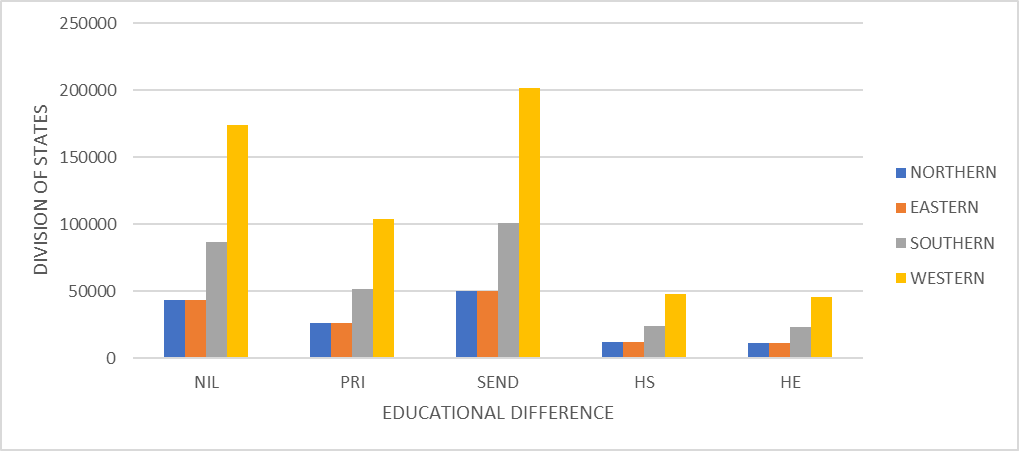 250000
200000
150000
100000
50000
0
DIVISION OF STATES
NIL PRI SEND HS HE
EDUCATIONAL DIFFERENCE
NORTHERN
EASTERN
SOUTHERN
WESTERN